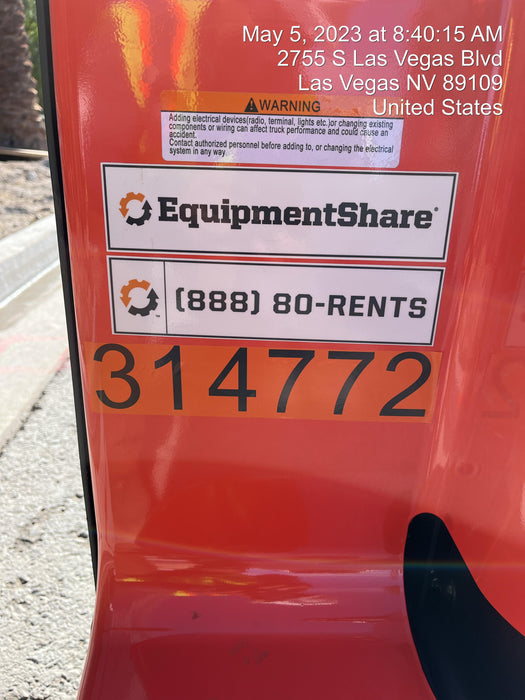 May 5, 2023 at 8:40:15 AM
2755 S Las Vegas Blvd
Las Vegas NV 89109
United States
WARNING
Adding electrical devices(radio, terminal, lights etc.)or changing existing
components or wiring can affect truck performance and could cause an
accident.
Contact authorized personnel before adding to, or changing the electrical
system in any way.
EquipmentShare®
(888) 80-RENTS
™
314772